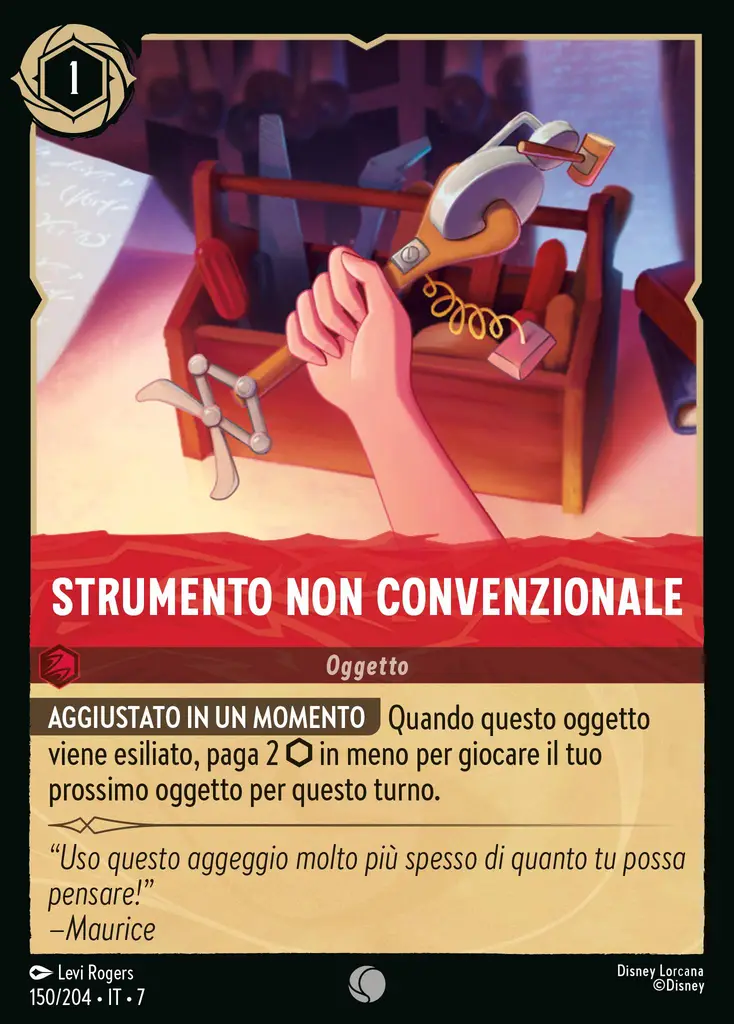 1
STRUMENTO NON CONVENZIONALE
Oggetto
AGGIUSTATO IN UN MOMENTO Quando questo oggetto
viene esiliato, paga 2 ⬡ in meno per giocare il tuo
prossimo oggetto per questo turno.
“Uso questo aggeggio molto più spesso di quanto tu possa
pensare!”
–Maurice
Levi Rogers
Disney Lorcana
150/204 • IT • 7
©Disney